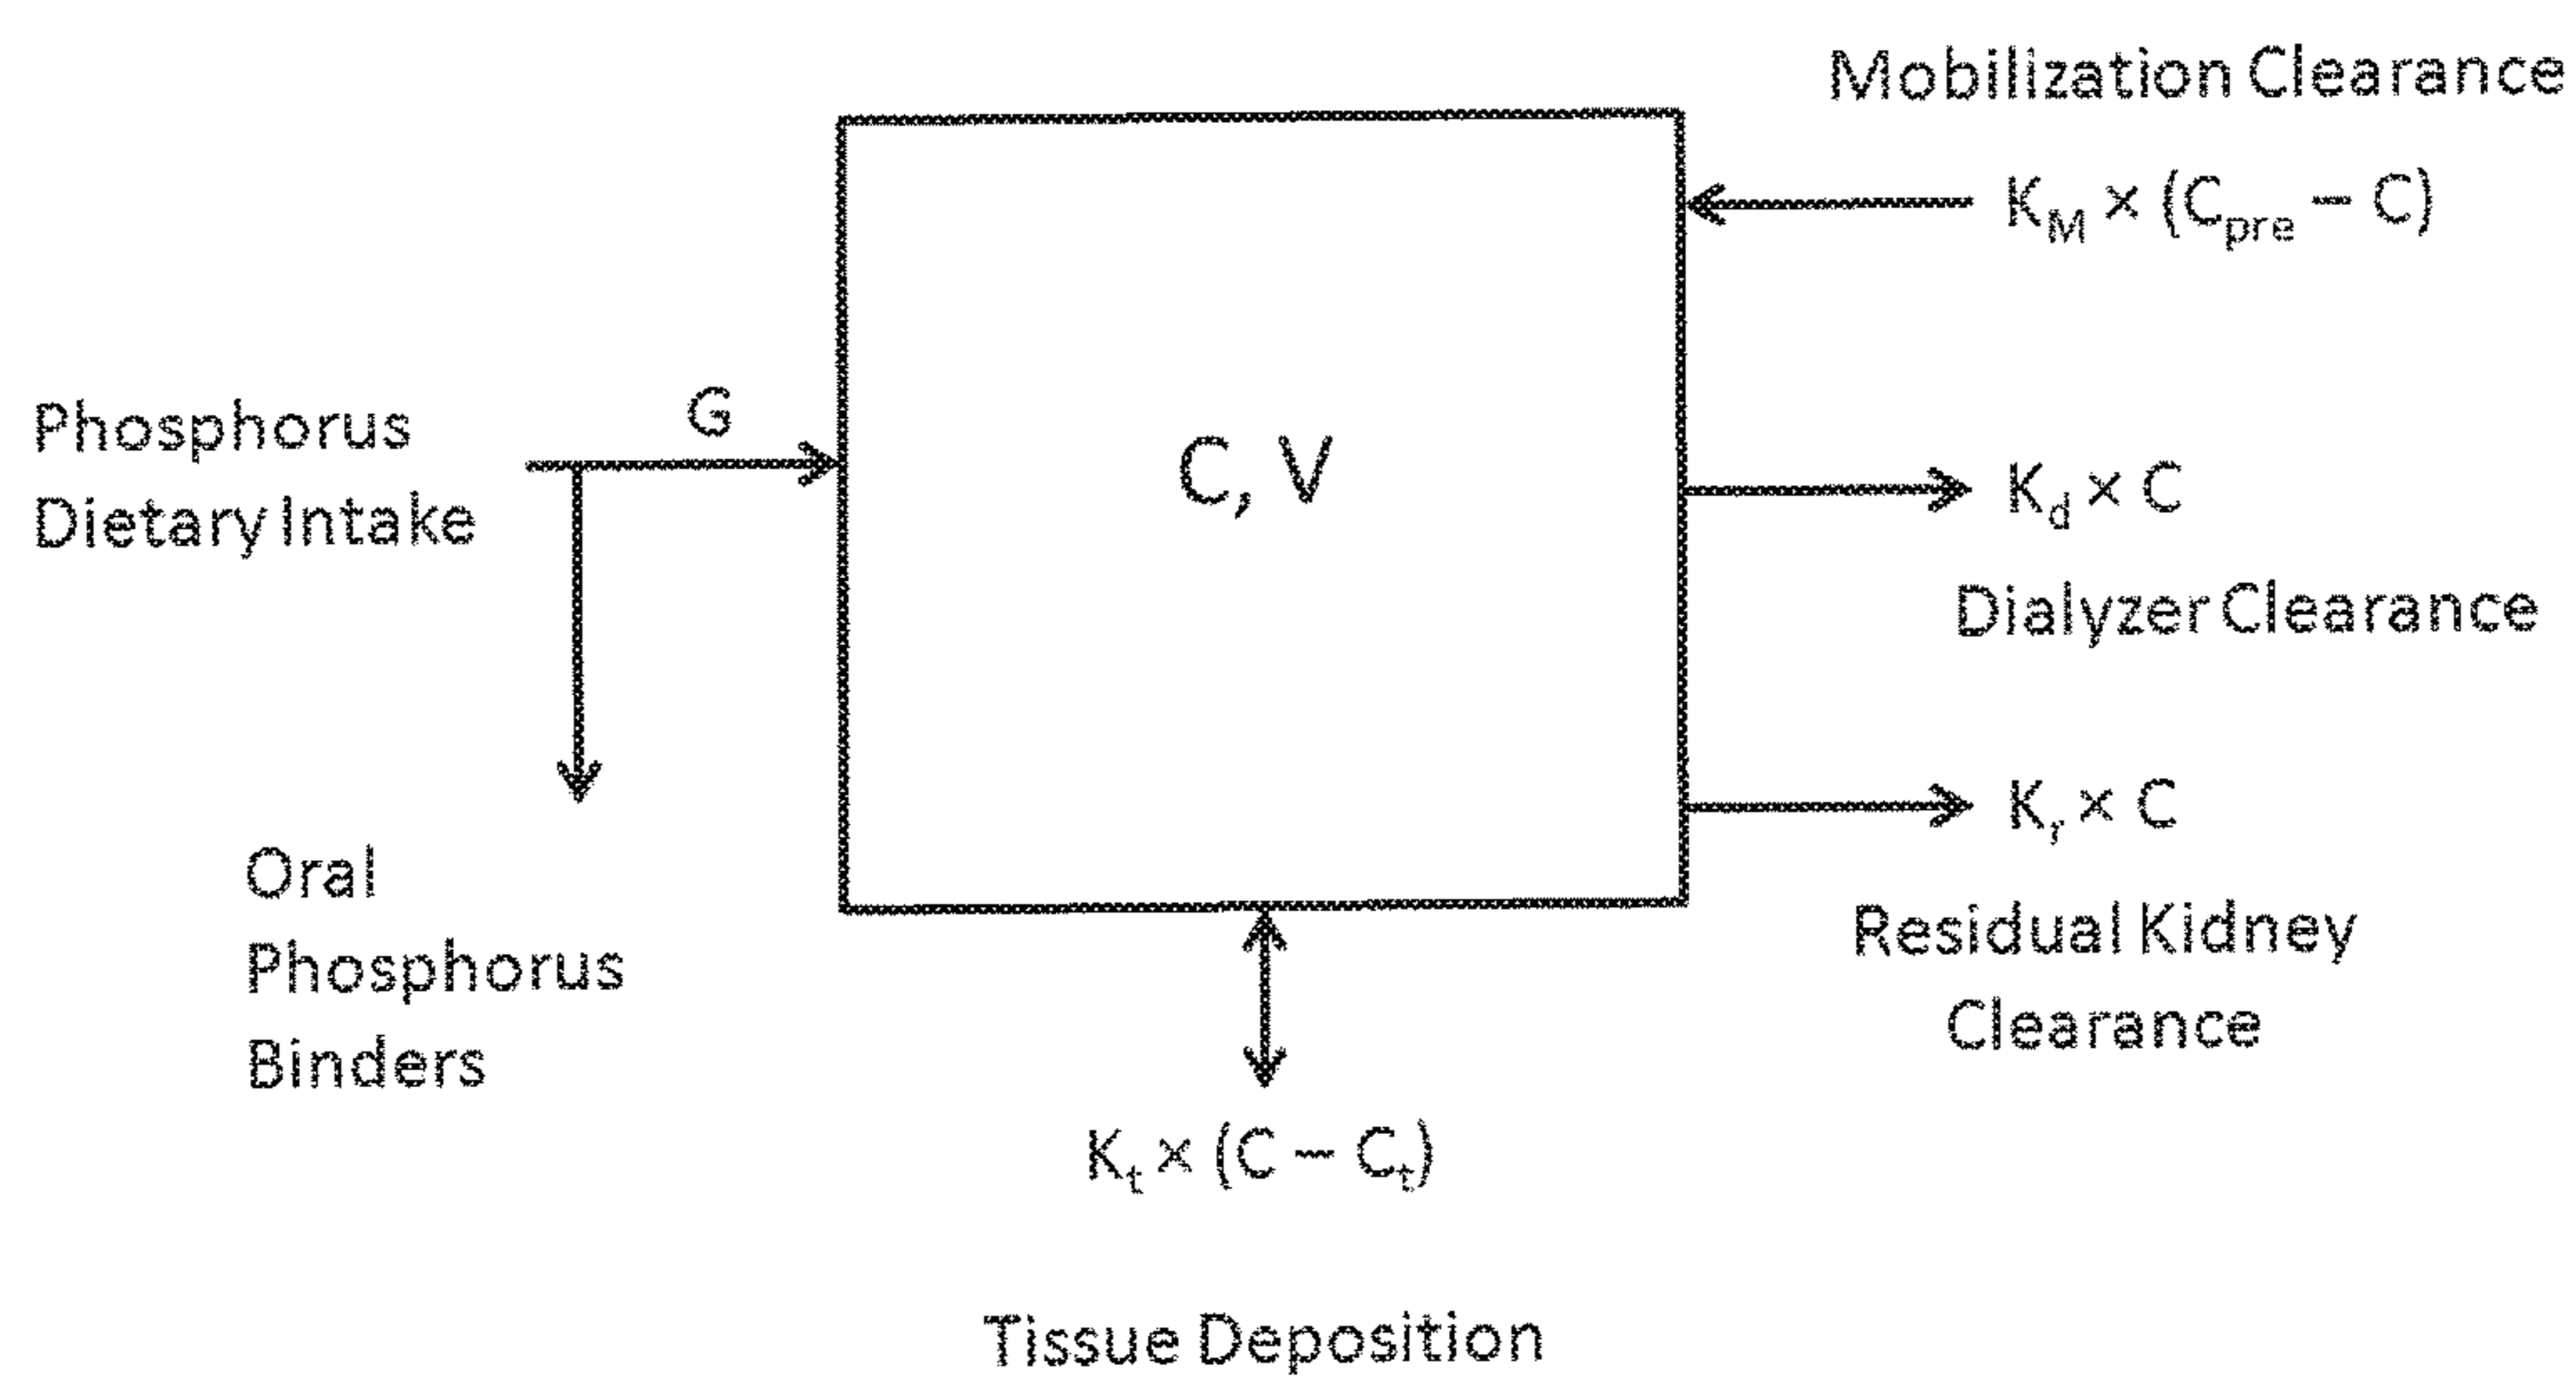 Mobilization Clearance
K_M × (C_pre – C)
Phosphorus
Dietary Intake
G
C, V
K_d × C
Dialyzer Clearance
K_r × C
Residual Kidney
Clearance
Oral
Phosphorus
Binders
K_t × (C – C_t)
Tissue Deposition